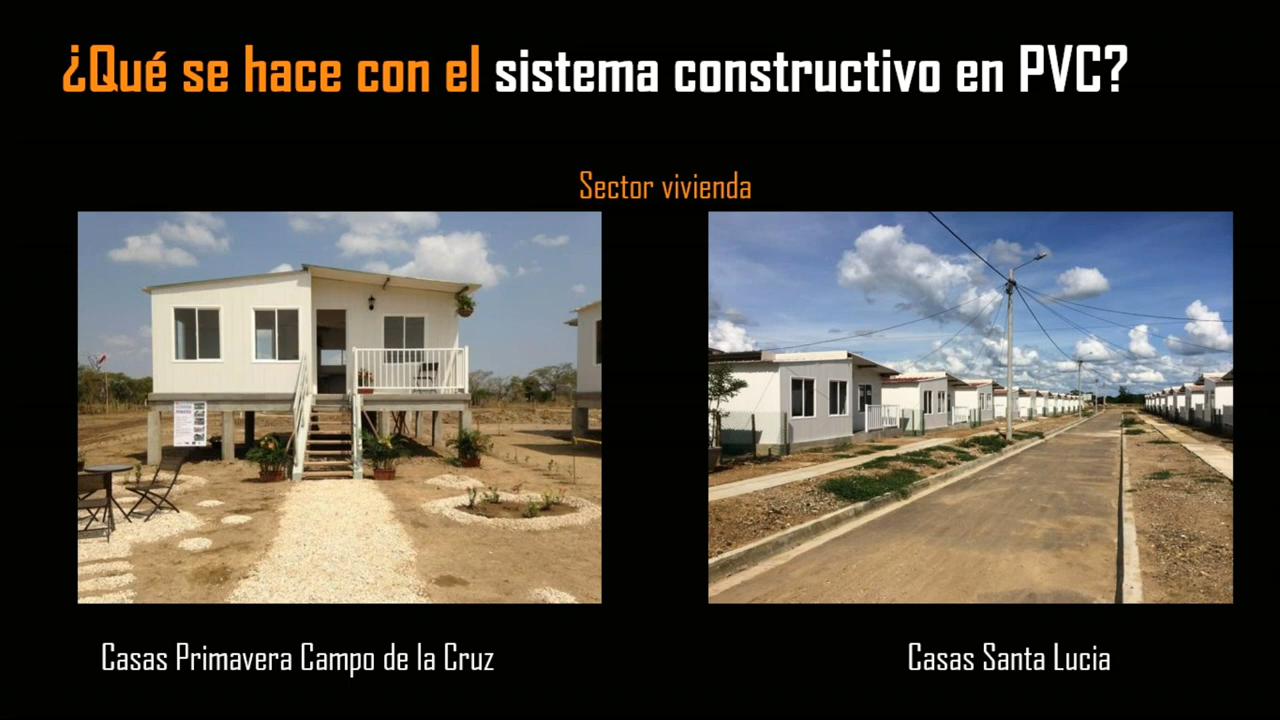 ¿Qué se hace con el sistema constructivo en PVC?
Sector vivienda
Casas Primavera Campo de la Cruz
Casas Santa Lucia